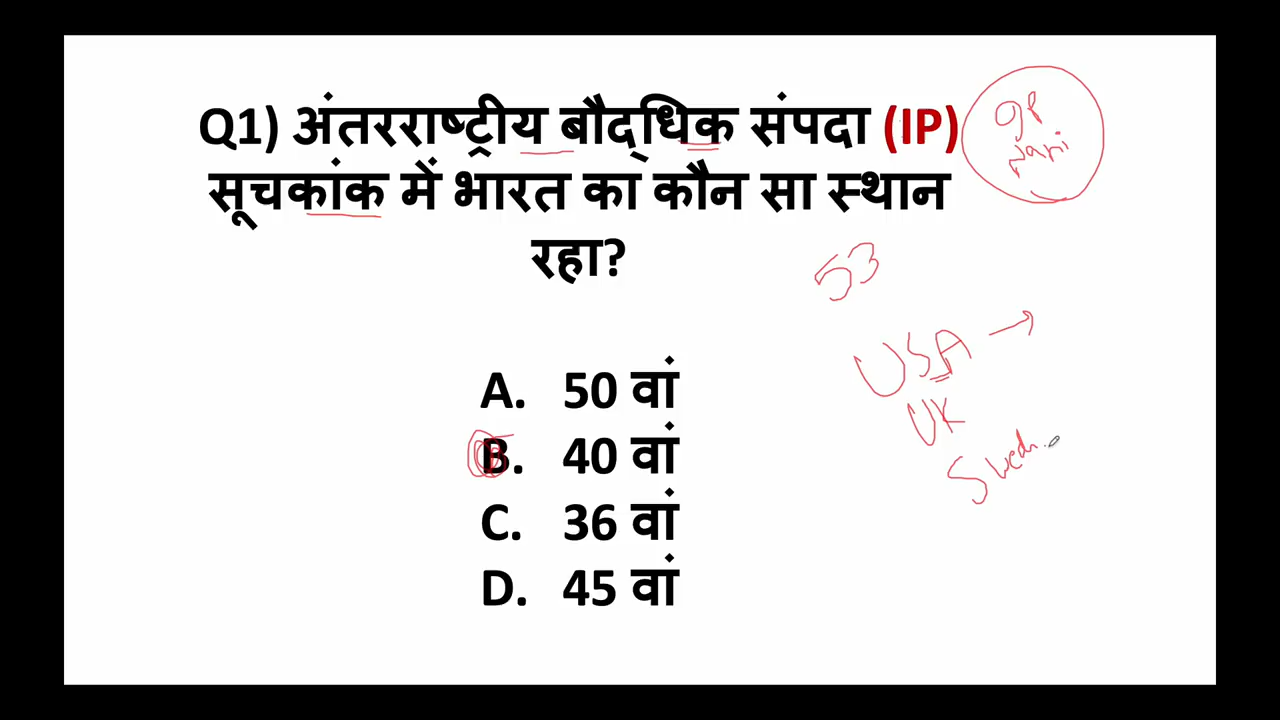 Q1) अंतरराष्ट्रीय बौद्धिक संपदा (IP)
सूचकांक में भारत का कौन सा स्थान
रहा?
53
USA →
UK
A. 50 वां
B. 40 वां
C. 36 वां
D. 45 वां